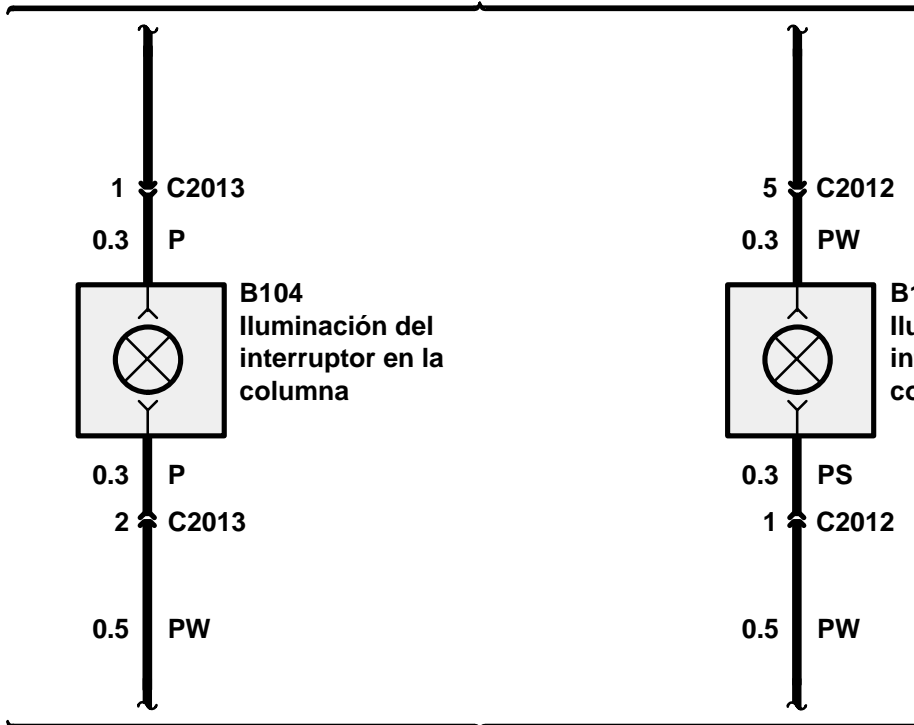 1 C2013
0.3 P
B104
Iluminación del
interruptor en la
columna
0.3 P
2 C2013
0.5 PW
5 C2012
0.3 PW
0.3 PS
1 C2012
0.5 PW